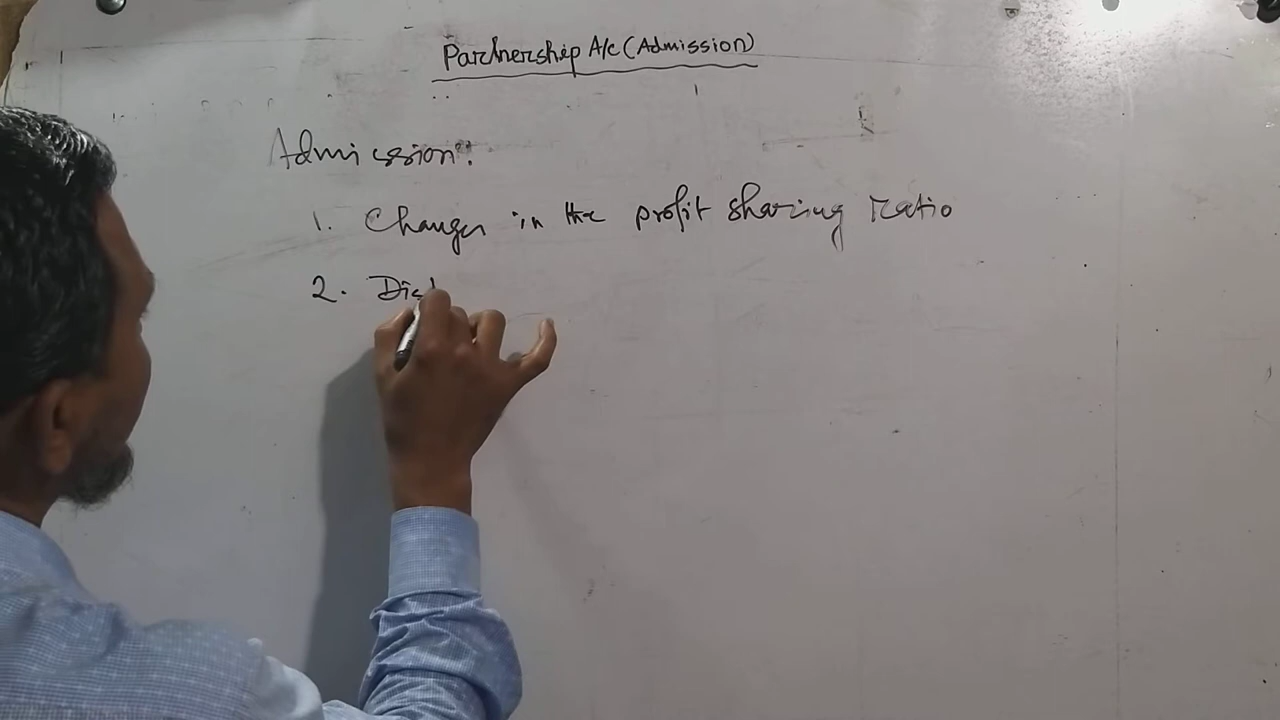 Partnership A/c (Admission)
Admission:
1. Changes in the profit sharing ratio
2. Dis